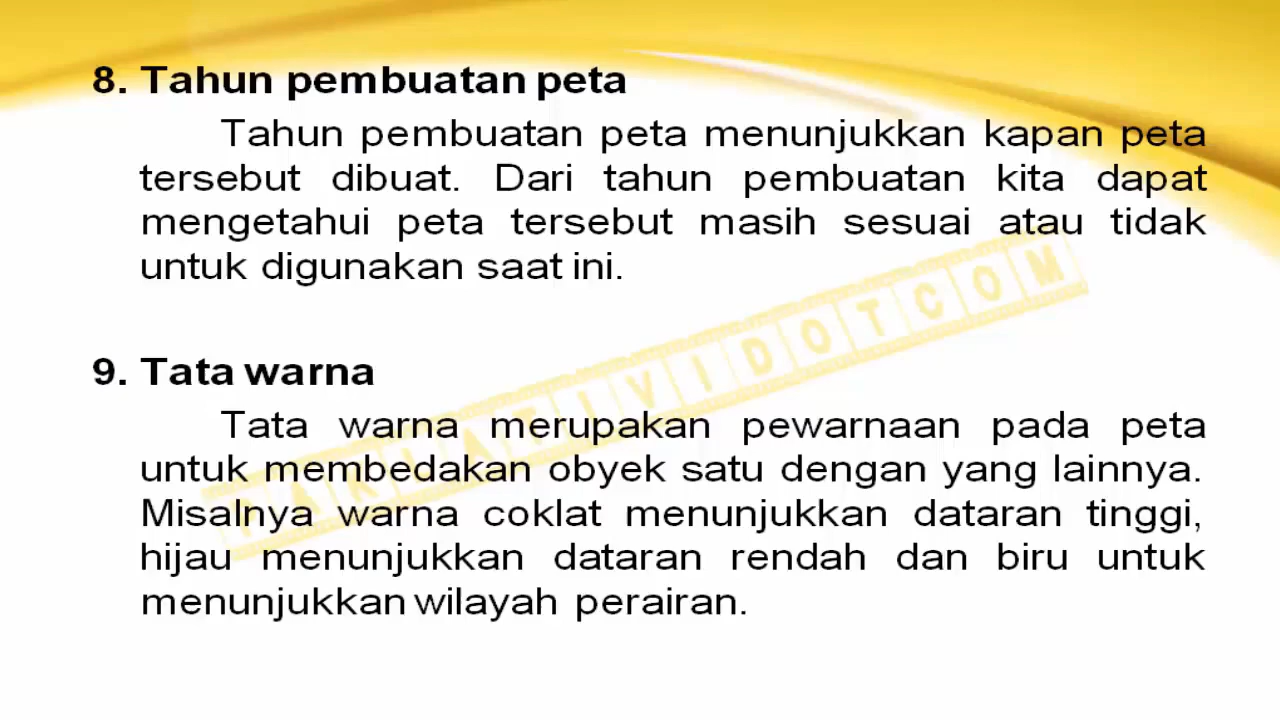 8. Tahun pembuatan peta
Tahun pembuatan peta menunjukkan kapan peta
tersebut dibuat. Dari tahun pembuatan kita dapat
mengetahui peta tersebut masih sesuai atau tidak
untuk digunakan saat ini.
9. Tata warna
Tata warna merupakan pewarnaan pada peta
untuk membedakan obyek satu dengan yang lainnya.
Misalnya warna coklat menunjukkan dataran tinggi,
hijau menunjukkan dataran rendah dan biru untuk
menunjukkan wilayah perairan.